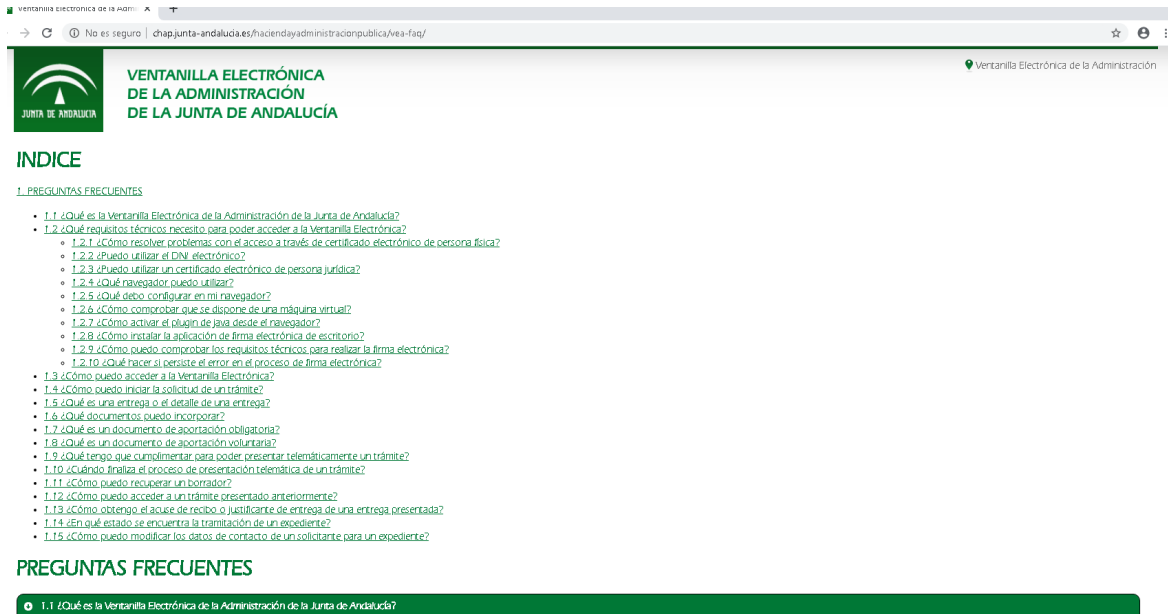 Ventanilla Electrónica de la Admi
No es seguro | chap.junta-andalucia.es/haciendayadministracionpublica/vea-faq/
JUNTA DE ANDALUCIA
VENTANILLA ELECTRÓNICA
DE LA ADMINISTRACIÓN
DE LA JUNTA DE ANDALUCÍA
Ventanilla Electrónica de la Administración
INDICE
1. PREGUNTAS FRECUENTES
1.1 ¿Qué es la Ventanilla Electrónica de la Administración de la Junta de Andalucía?
1.2 ¿Qué requisitos técnicos necesito para poder acceder a la Ventanilla Electrónica?
1.2.1 ¿Cómo resolver problemas con el acceso a través de certificado electrónico de persona física?
1.2.2 ¿Puedo utilizar el DNI electrónico?
1.2.3 ¿Puedo utilizar un certificado electrónico de persona jurídica?
1.2.4 ¿Qué navegador puedo utilizar?
1.2.5 ¿Qué debo configurar en mi navegador?
1.2.6 ¿Cómo comprobar que se dispone de una máquina virtual?
1.2.7 ¿Cómo activar el plugin de java desde el navegador?
1.2.8 ¿Cómo instalar la aplicación de firma electrónica de escritorio?
1.2.9 ¿Cómo puedo comprobar los requisitos técnicos para realizar la firma electrónica?
1.2.10 ¿Qué hacer si persiste el error en el proceso de firma electrónica?
1.3 ¿Cómo puedo acceder a la Ventanilla Electrónica?
1.4 ¿Cómo puedo iniciar la solicitud de un trámite?
1.5 ¿Qué es una entrega o el detalle de una entrega?
1.6 ¿Qué documentos puedo incorporar?
1.7 ¿Qué es un documento de aportación obligatoria?
1.8 ¿Qué es un documento de aportación voluntaria?
1.9 ¿Qué tengo que cumplimentar para poder presentar telemáticamente un trámite?
1.10 ¿Cuándo finaliza el proceso de presentación telemática de un trámite?
1.11 ¿Cómo puedo recuperar un borrador?
1.12 ¿Cómo puedo acceder a un trámite presentado anteriormente?
1.13 ¿Cómo obtengo el acuse de recibo o justificante de entrega de una entrega presentada?
1.14 ¿En qué estado se encuentra la tramitación de un expediente?
1.15 ¿Cómo puedo modificar los datos de contacto de un solicitante para un expediente?
PREGUNTAS FRECUENTES
1.1 ¿Qué es la Ventanilla Electrónica de la Administración de la Junta de Andalucía?